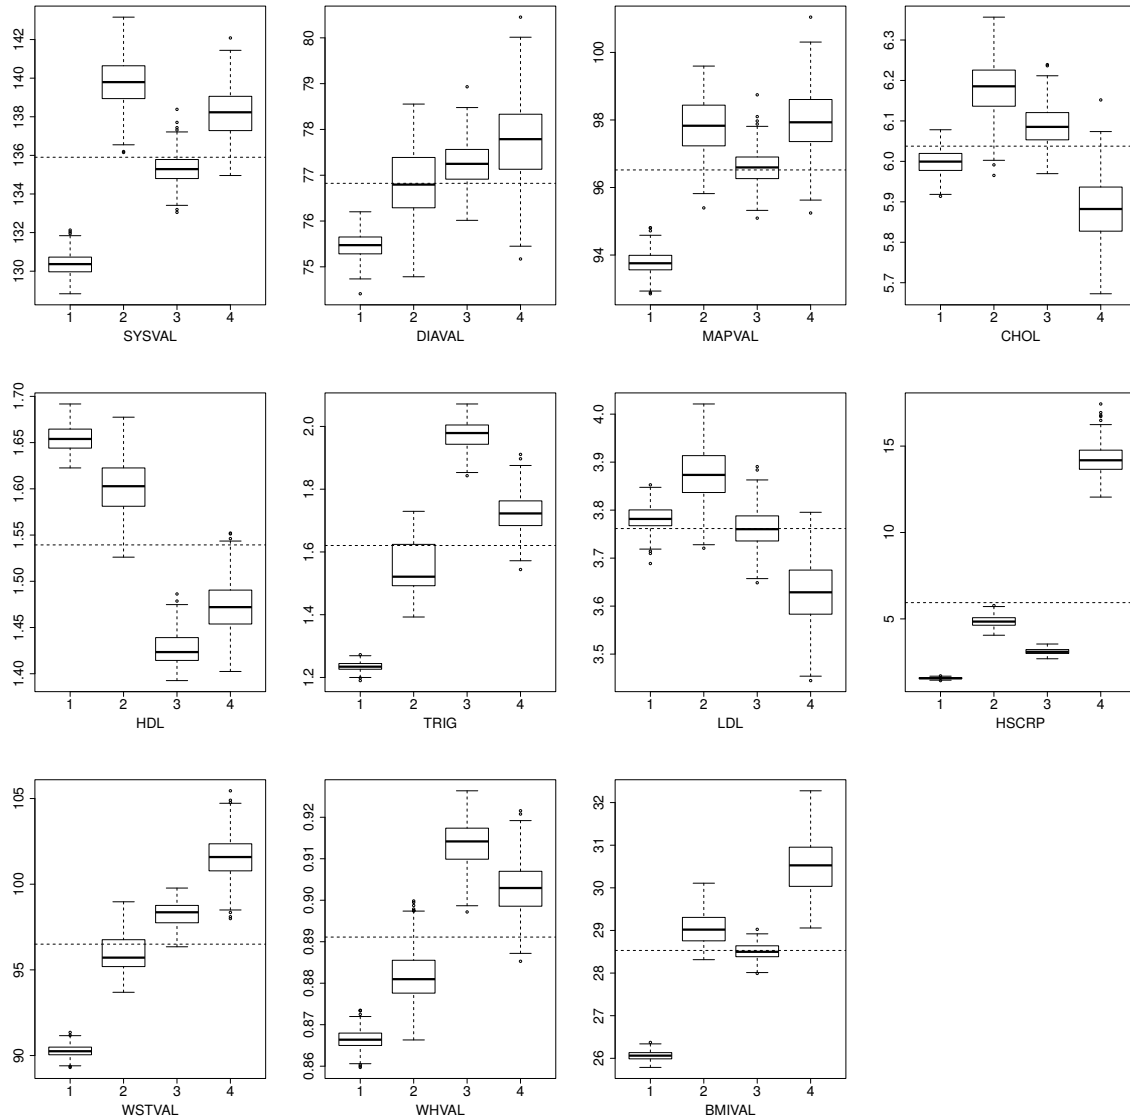 142
140
138
136
134
132
130
1 2 3 4
SYSVAL
80
79
78
77
76
75
1 2 3 4
DIAVAL
100
98
96
94
1 2 3 4
MAPVAL
6.3
6.2
6.1
6.0
5.9
5.8
5.7
1 2 3 4
CHOL
1.70
1.65
1.60
1.55
1.50
1.45
1.40
1 2 3 4
HDL
2.0
1.8
1.6
1.4
1.2
1 2 3 4
TRIG
4.0
3.9
3.8
3.7
3.6
3.5
1 2 3 4
LDL
15
10
5
1 2 3 4
HSCRP
105
100
95
90
1 2 3 4
WSTVAL
0.92
0.91
0.90
0.89
0.88
0.87
0.86
1 2 3 4
WHVAL
32
31
30
29
28
27
26
1 2 3 4
BMIVAL